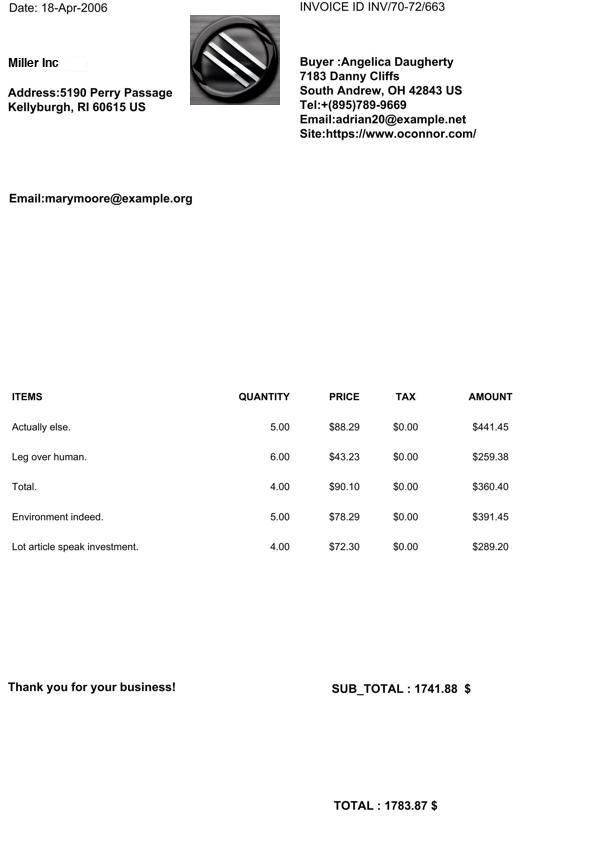 Date: 18-Apr-2006
INVOICE ID INV/70-72/663
Miller Inc
Address:5190 Perry Passage
Kellyburgh, RI 60615 US
Buyer :Angelica Daugherty
7183 Danny Cliffs
South Andrew, OH 42843 US
Tel:+(895)789-9669
Email:adrian20@example.net
Site:https://www.oconnor.com/
Email:marymoore@example.org
ITEMS QUANTITY PRICE TAX AMOUNT
Actually else. 5.00 $88.29 $0.00 $441.45
Leg over human. 6.00 $43.23 $0.00 $259.38
Total. 4.00 $90.10 $0.00 $360.40
Environment indeed. 5.00 $78.29 $0.00 $391.45
Lot article speak investment. 4.00 $72.30 $0.00 $289.20
Thank you for your business!
SUB_TOTAL : 1741.88 $
TOTAL : 1783.87 $